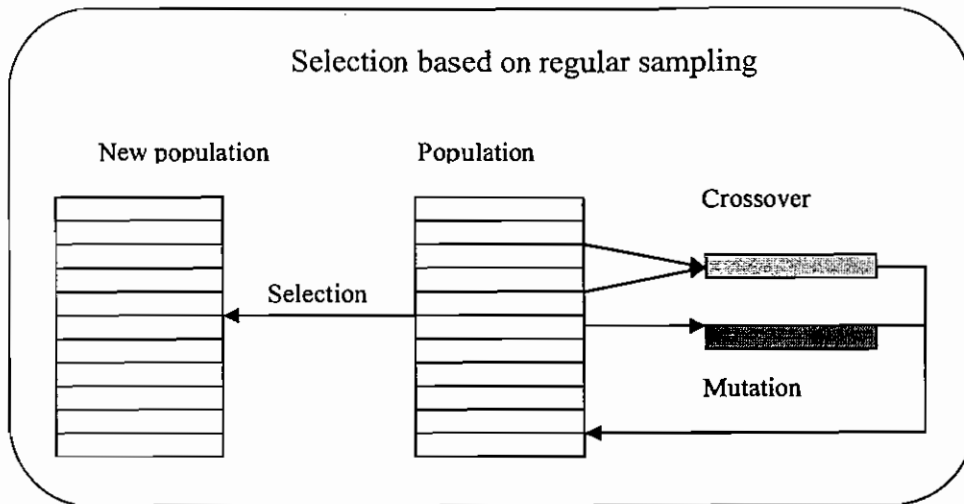 Selection based on regular sampling
New population
Population
Crossover
Selection
Mutation